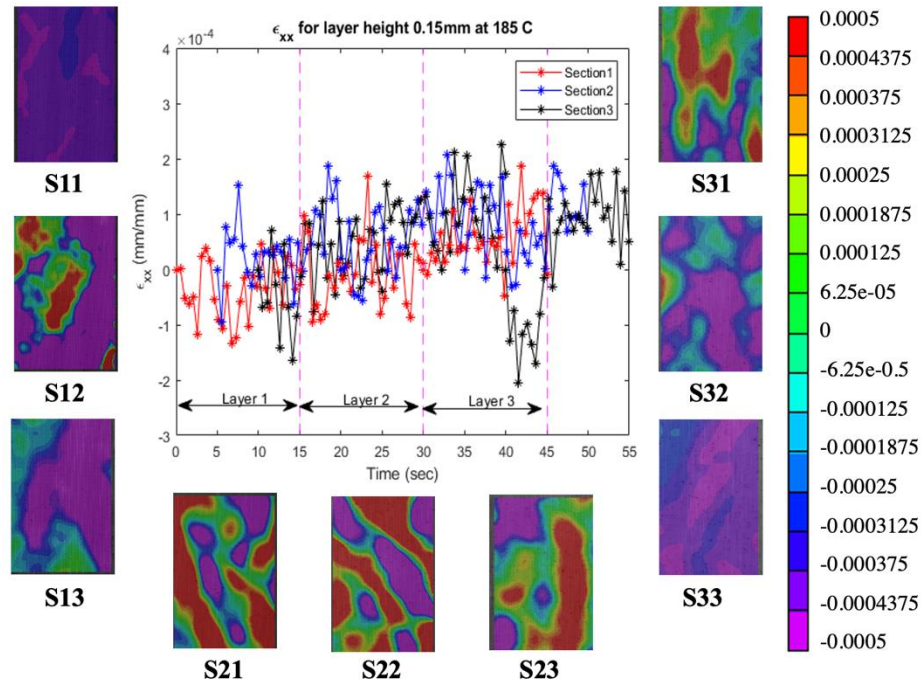 ϵxx for layer height 0.15mm at 185 C
×10⁻⁴
4
3
2
1
0
-1
-2
-3
ϵxx (mm/mm)
Section1
Section2
Section3
Layer 1
Layer 2
Layer 3
0 5 10 15 20 25 30 35 40 45 50 55
Time (sec)
S11
S12
S13
S21
S22
S23
S31
S32
S33
0.0005
0.0004375
0.000375
0.0003125
0.00025
0.0001875
0.000125
6.25e-05
0
-6.25e-0.5
-0.000125
-0.0001875
-0.00025
-0.0003125
-0.000375
-0.0004375
-0.0005